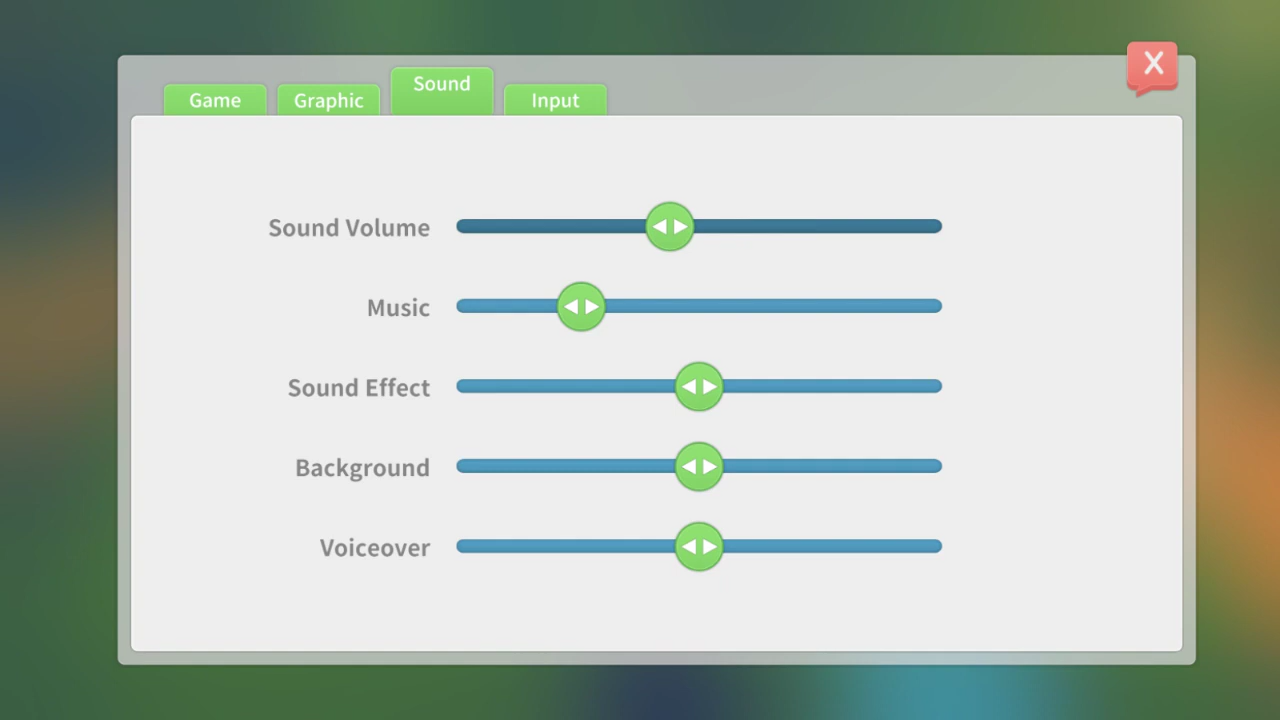 Game
Graphic
Sound
Input
X
Sound Volume
Music
Sound Effect
Background
Voiceover